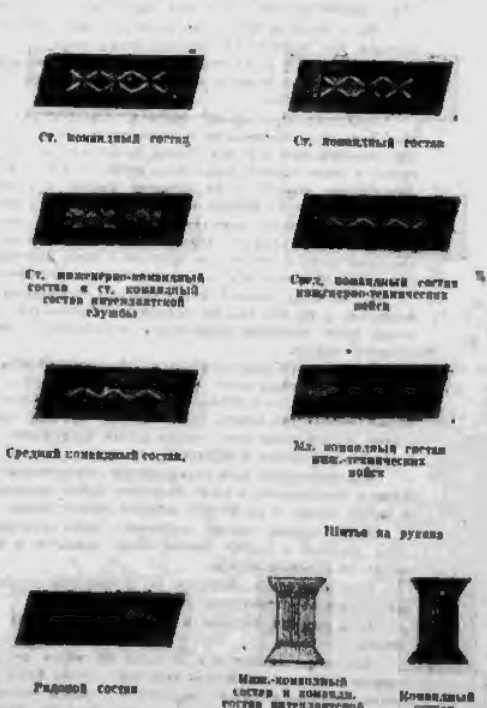 Ст. командный состав
Ст. командный состав
Ст. инженерно-командный
состав и ст. командный
состав интендантской
службы
Сред. командный состав
инженерно-технических
войск
Средний командный состав.
Мл. командный состав
инж.-технических
войск
Шитье на рукава
Рядовой состав
Инж.-командный
состав и команди.
состав интендантской
Командный